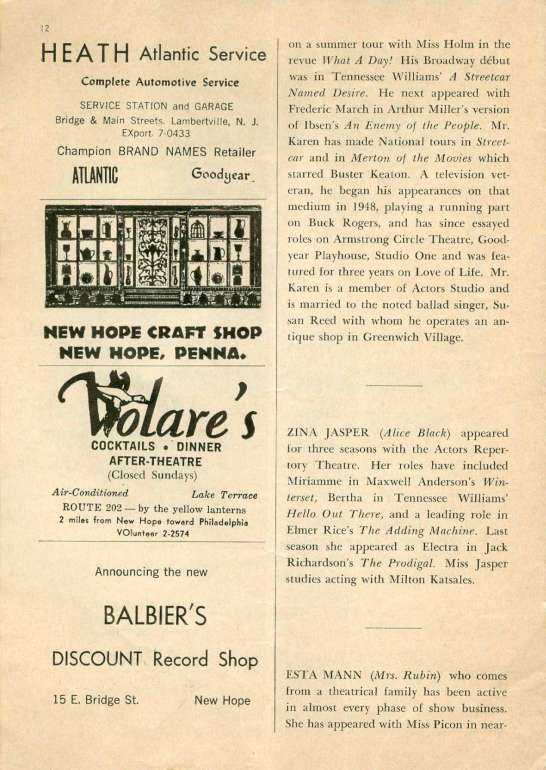 12
HEATH Atlantic Service
Complete Automotive Service
SERVICE STATION and GARAGE
Bridge & Main Streets. Lambertville, N. J.
EXport. 7-0433
Champion BRAND NAMES Retailer
ATLANTIC Goodyear
NEW HOPE CRAFT SHOP
NEW HOPE, PENNA.
Volare's
COCKTAILS • DINNER
AFTER-THEATRE
(Closed Sundays)
Air-Conditioned Lake Terrace
ROUTE 202 — by the yellow lanterns
2 miles from New Hope toward Philadelphia
VOlunteer 2-2574
Announcing the new
BALBIER'S
DISCOUNT Record Shop
15 E. Bridge St. New Hope
on a summer tour with Miss Holm in the
revue What A Day! His Broadway début
was in Tennessee Williams' A Streetcar
Named Desire. He next appeared with
Frederic March in Arthur Miller's version
of Ibsen's An Enemy of the People. Mr.
Karen has made National tours in Street-
car and in Merton of the Movies which
starred Buster Keaton. A television vet-
eran, he began his appearances on that
medium in 1948, playing a running part
on Buck Rogers, and has since essayed
roles on Armstrong Circle Theatre, Good-
year Playhouse, Studio One and was fea-
tured for three years on Love of Life. Mr.
Karen is a member of Actors Studio and
is married to the noted ballad singer, Su-
san Reed with whom he operates an an-
tique shop in Greenwich Village.
ZINA JASPER (Alice Black) appeared
for three seasons with the Actors Reper-
tory Theatre. Her roles have included
Miriamme in Maxwell Anderson's Win-
terset, Bertha in Tennessee Williams'
Hello Out There, and a leading role in
Elmer Rice's The Adding Machine. Last
season she appeared as Electra in Jack
Richardson's The Prodigal. Miss Jasper
studies acting with Milton Katsales.
ESTA MANN (Mrs. Rubin) who comes
from a theatrical family has been active
in almost every phase of show business.
She has appeared with Miss Picon in near-